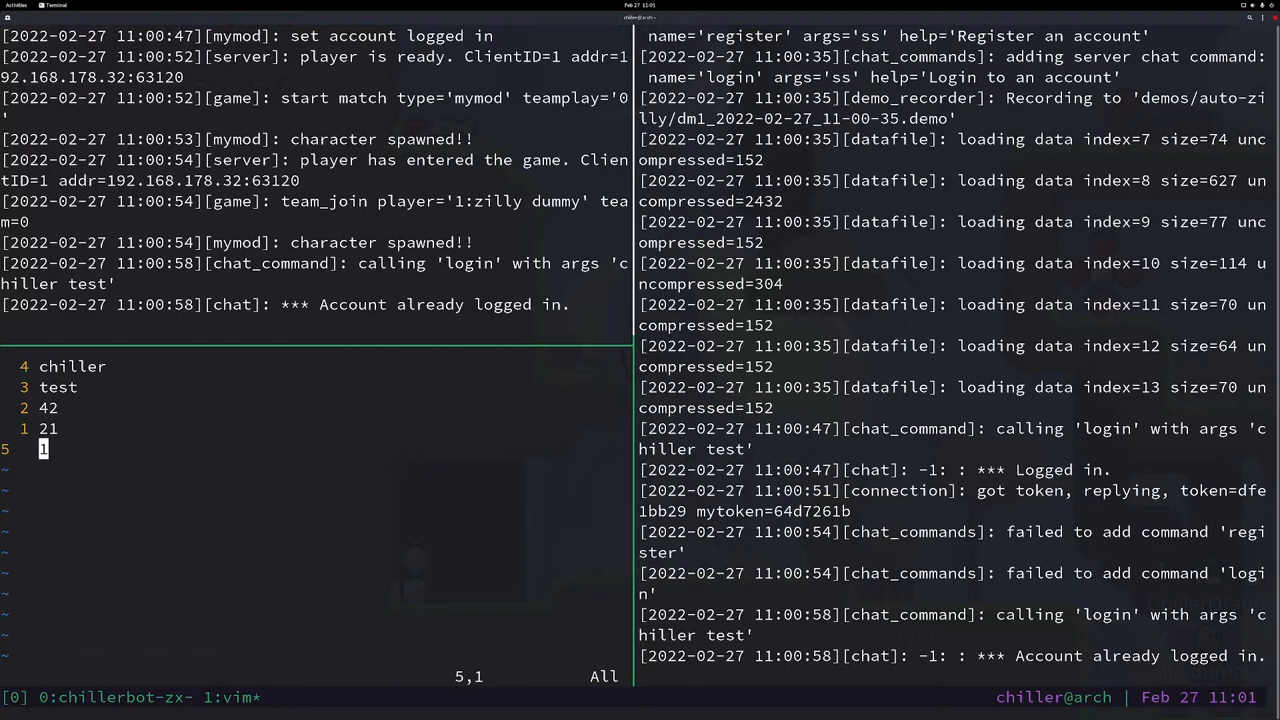 Activities Terminal Feb 27 11:01
chiller@arch:~
[2022-02-27 11:00:47][mymod]: set account logged in
[2022-02-27 11:00:52][server]: player is ready. ClientID=1 addr=1
92.168.178.32:63120
[2022-02-27 11:00:52][game]: start match type='mymod' teamplay='0
'
[2022-02-27 11:00:53][mymod]: character spawned!!
[2022-02-27 11:00:54][server]: player has entered the game. Clien
tID=1 addr=192.168.178.32:63120
[2022-02-27 11:00:54][game]: team_join player='1:zilly dummy' tea
m=0
[2022-02-27 11:00:54][mymod]: character spawned!!
[2022-02-27 11:00:58][chat_command]: calling 'login' with args 'c
hiller test'
[2022-02-27 11:00:58][chat]: *** Account already logged in.
4 chiller
3 test
2 42
1 21
5 1
~
~
~
~
~
~
~
~
~
~
5,1 All
name='register' args='ss' help='Register an account'
[2022-02-27 11:00:35][chat_commands]: adding server chat command:
name='login' args='ss' help='Login to an account'
[2022-02-27 11:00:35][demo_recorder]: Recording to 'demos/auto-zi
lly/dm1_2022-02-27_11-00-35.demo'
[2022-02-27 11:00:35][datafile]: loading data index=7 size=74 unc
ompressed=152
[2022-02-27 11:00:35][datafile]: loading data index=8 size=627 un
compressed=2432
[2022-02-27 11:00:35][datafile]: loading data index=9 size=77 unc
ompressed=152
[2022-02-27 11:00:35][datafile]: loading data index=10 size=114 u
ncompressed=304
[2022-02-27 11:00:35][datafile]: loading data index=11 size=70 un
compressed=152
[2022-02-27 11:00:35][datafile]: loading data index=12 size=64 un
compressed=152
[2022-02-27 11:00:35][datafile]: loading data index=13 size=70 un
compressed=152
[2022-02-27 11:00:47][chat_command]: calling 'login' with args 'c
hiller test'
[2022-02-27 11:00:47][chat]: -1: : *** Logged in.
[2022-02-27 11:00:51][connection]: got token, replying, token=dfe
1bb29 mytoken=64d7261b
[2022-02-27 11:00:54][chat_commands]: failed to add command 'regi
ster'
[2022-02-27 11:00:54][chat_commands]: failed to add command 'logi
n'
[2022-02-27 11:00:58][chat_command]: calling 'login' with args 'c
hiller test'
[2022-02-27 11:00:58][chat]: -1: : *** Account already logged in.
[0] 0:chillerbot-zx- 1:vim* chiller@arch | Feb 27 11:01